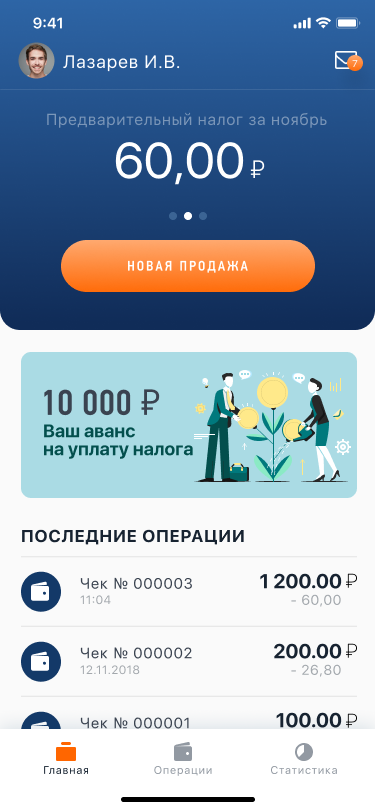 9:41
Лазарев И.В.
7
Предварительный налог за ноябрь
60,00 ₽
НОВАЯ ПРОДАЖА
10 000 ₽
Ваш аванс
на уплату налога
ПОСЛЕДНИЕ ОПЕРАЦИИ
Чек № 000003 1 200.00 ₽
11:04 - 60,00
Чек № 000002 200.00 ₽
12.11.2018 - 26,80
Чек № 000001 100.00 ₽
Главная Операции Статистика